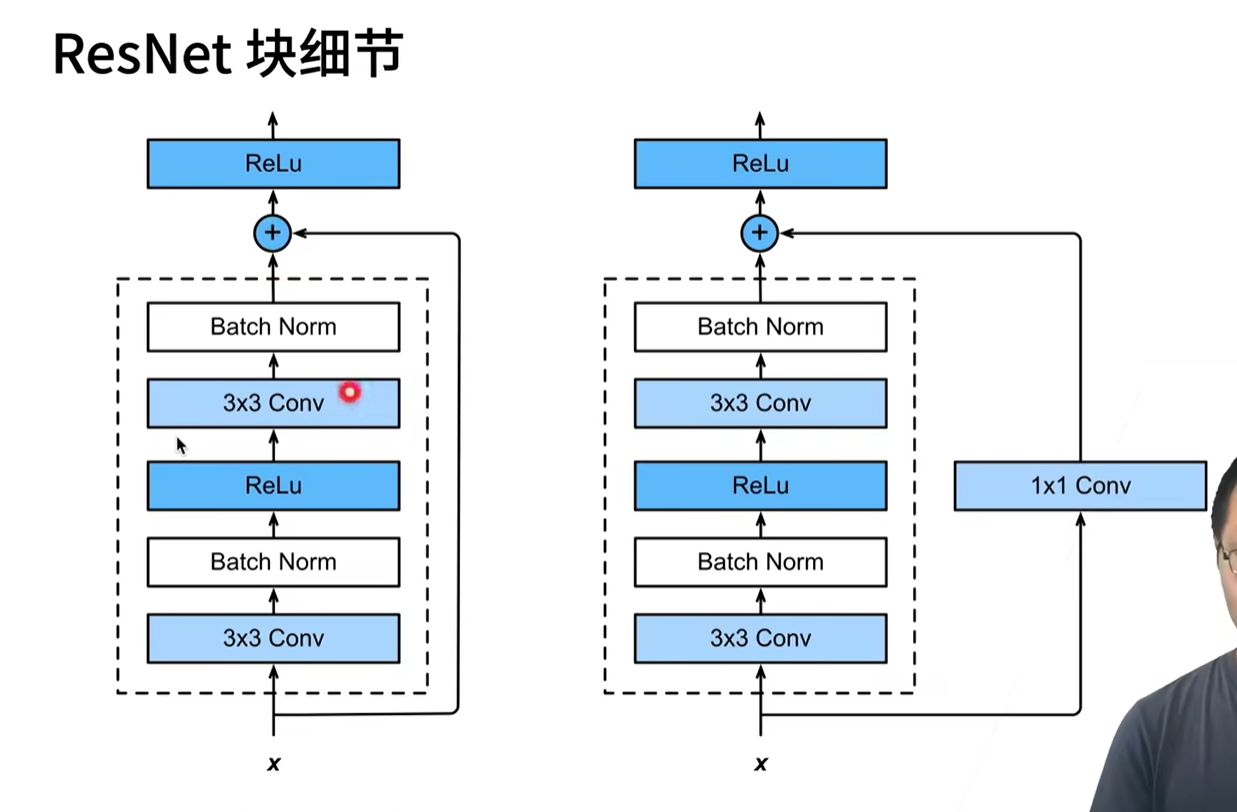 ResNet 块细节
ReLu
+
Batch Norm
3x3 Conv
ReLu
Batch Norm
3x3 Conv
x
ReLu
+
Batch Norm
3x3 Conv
ReLu
Batch Norm
3x3 Conv
x
1x1 Conv